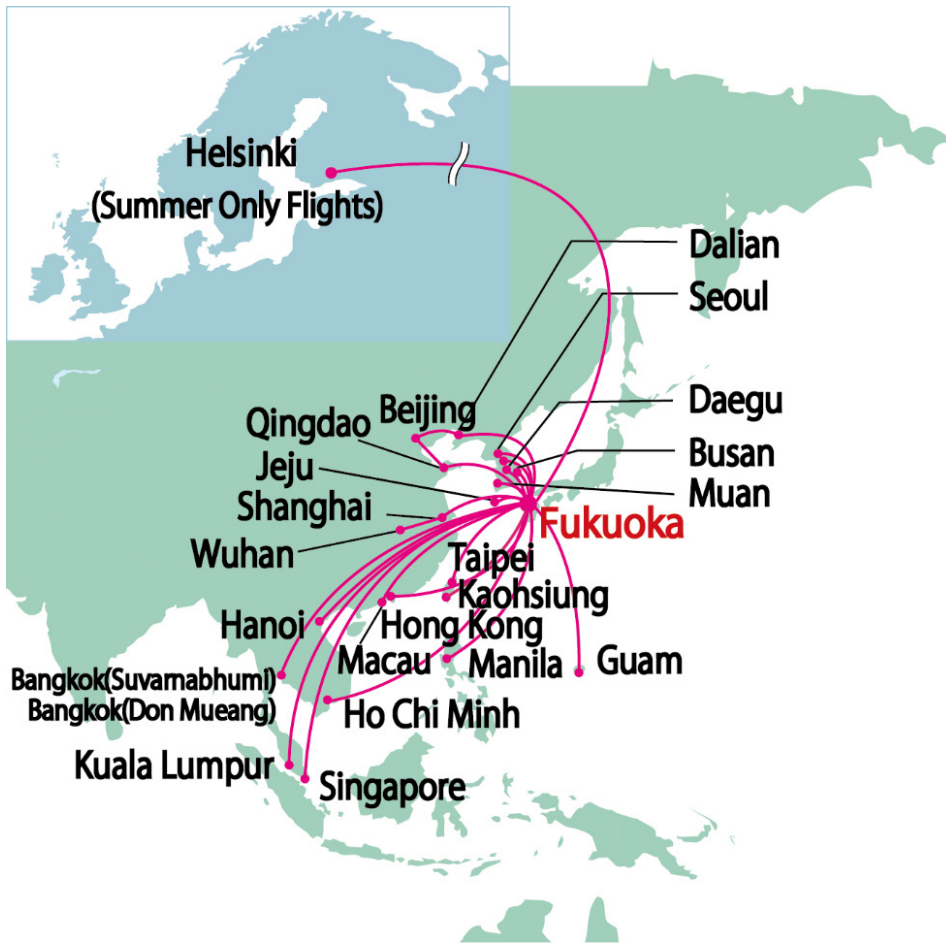 Helsinki
(Summer Only Flights)
Dalian
Seoul
Beijing
Daegu
Qingdao
Busan
Jeju
Muan
Shanghai
Fukuoka
Wuhan
Taipei
Kaohsiung
Hanoi
Hong Kong
Macau
Manila
Guam
Bangkok(Suvarnabhumi)
Bangkok(Don Mueang)
Ho Chi Minh
Kuala Lumpur
Singapore